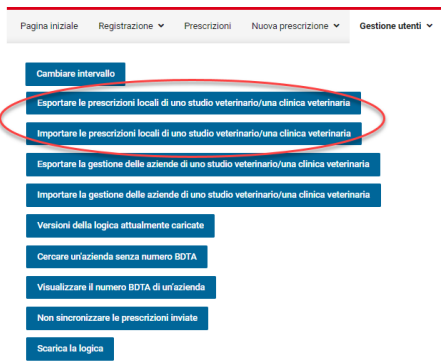 Pagina iniziale Registrazione Prescrizioni Nuova prescrizione Gestione utenti
Cambiare intervallo
Esportare le prescrizioni locali di uno studio veterinario/una clinica veterinaria
Importare le prescrizioni locali di uno studio veterinario/una clinica veterinaria
Esportare la gestione delle aziende di uno studio veterinario/una clinica veterinaria
Importare la gestione delle aziende di uno studio veterinario/una clinica veterinaria
Versioni della logica attualmente caricate
Cercare un'azienda senza numero BDTA
Visualizzare il numero BDTA di un'azienda
Non sincronizzare le prescrizioni inviate
Scarica la logica